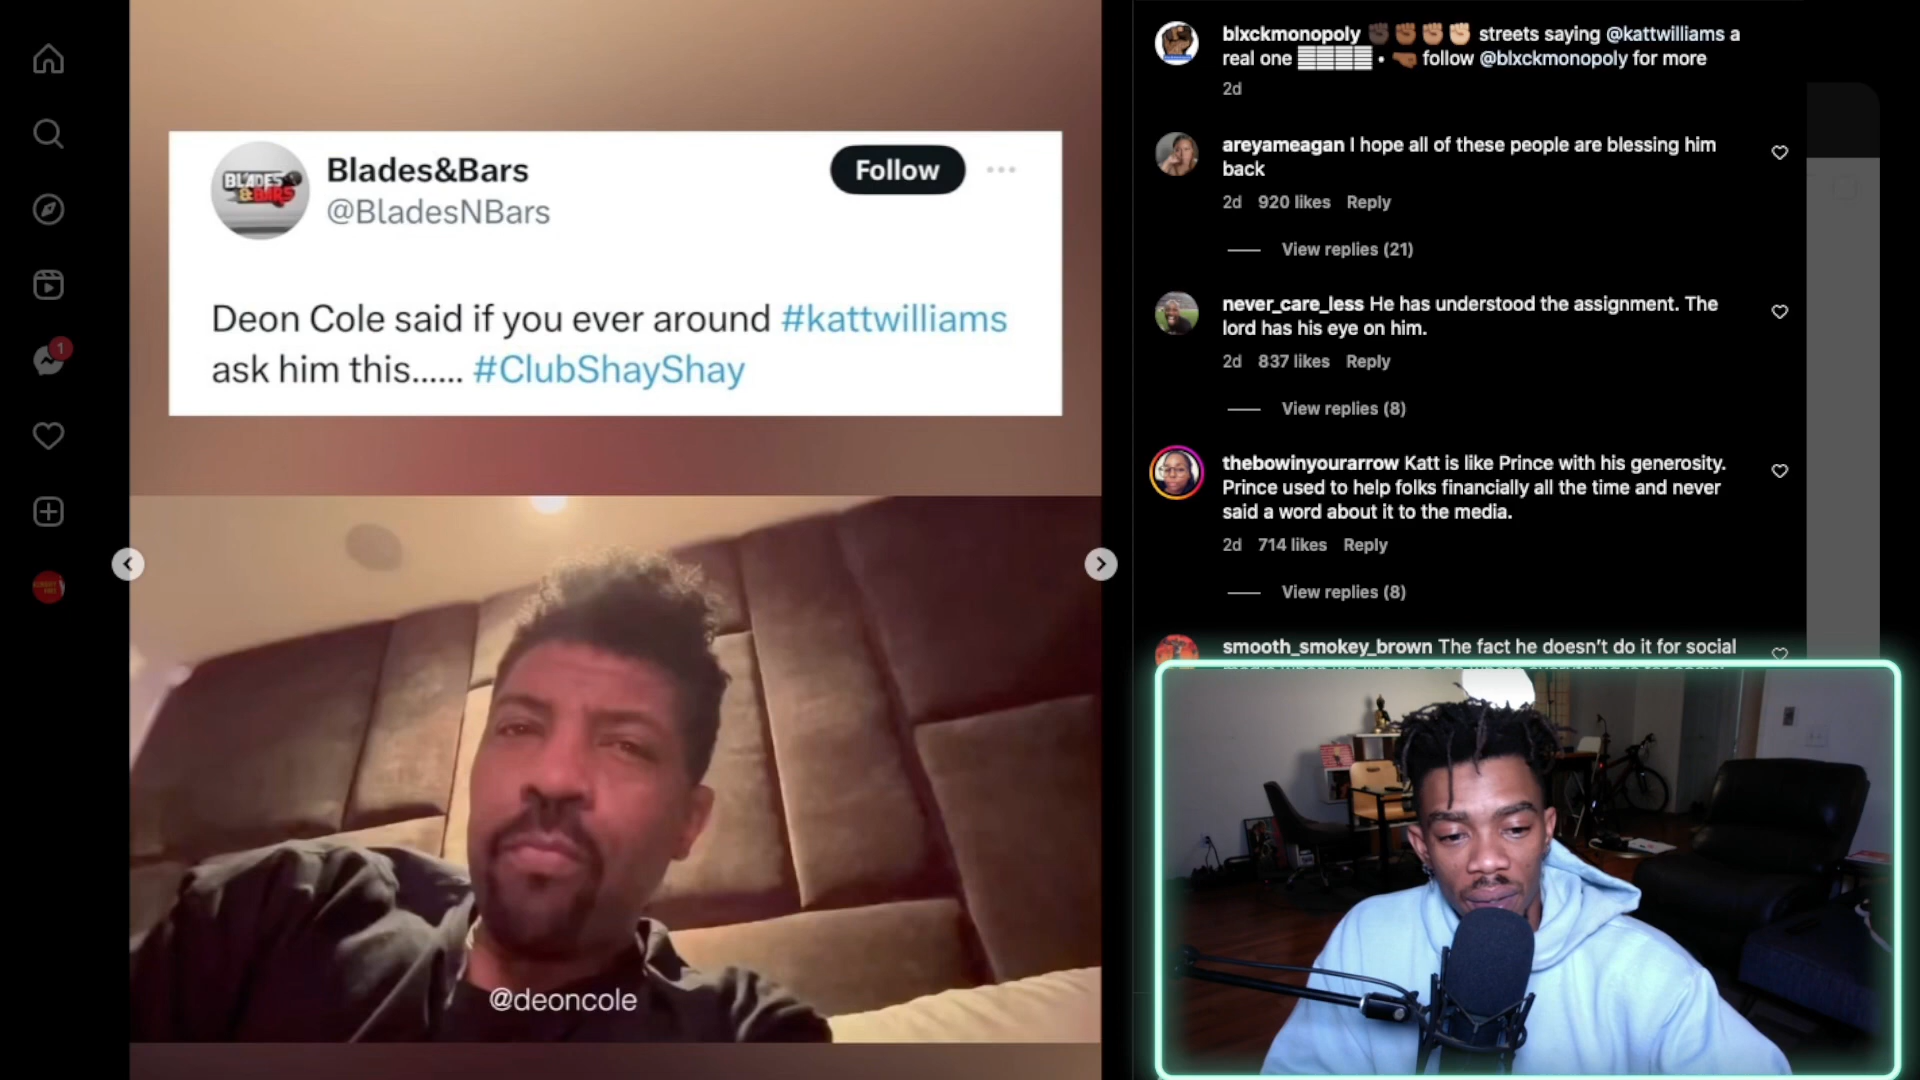 Blades&Bars
@BladesNBars
Follow
BLADES
& BARS
Deon Cole said if you ever around #kattwilliams
ask him this...... #ClubShayShay
@deoncole
1
blxckmonopoly ✊🏿✊🏾✊🏽✊🏼 streets saying @kattwilliams a
real one • follow @blxckmonopoly for more
2d
areyameagan I hope all of these people are blessing him
back
2d 920 likes Reply
View replies (21)
never_care_less He has understood the assignment. The
lord has his eye on him.
2d 837 likes Reply
View replies (8)
thebowinyourarrow Katt is like Prince with his generosity.
Prince used to help folks financially all the time and never
said a word about it to the media.
2d 714 likes Reply
View replies (8)
smooth_smokey_brown The fact he doesn't do it for social